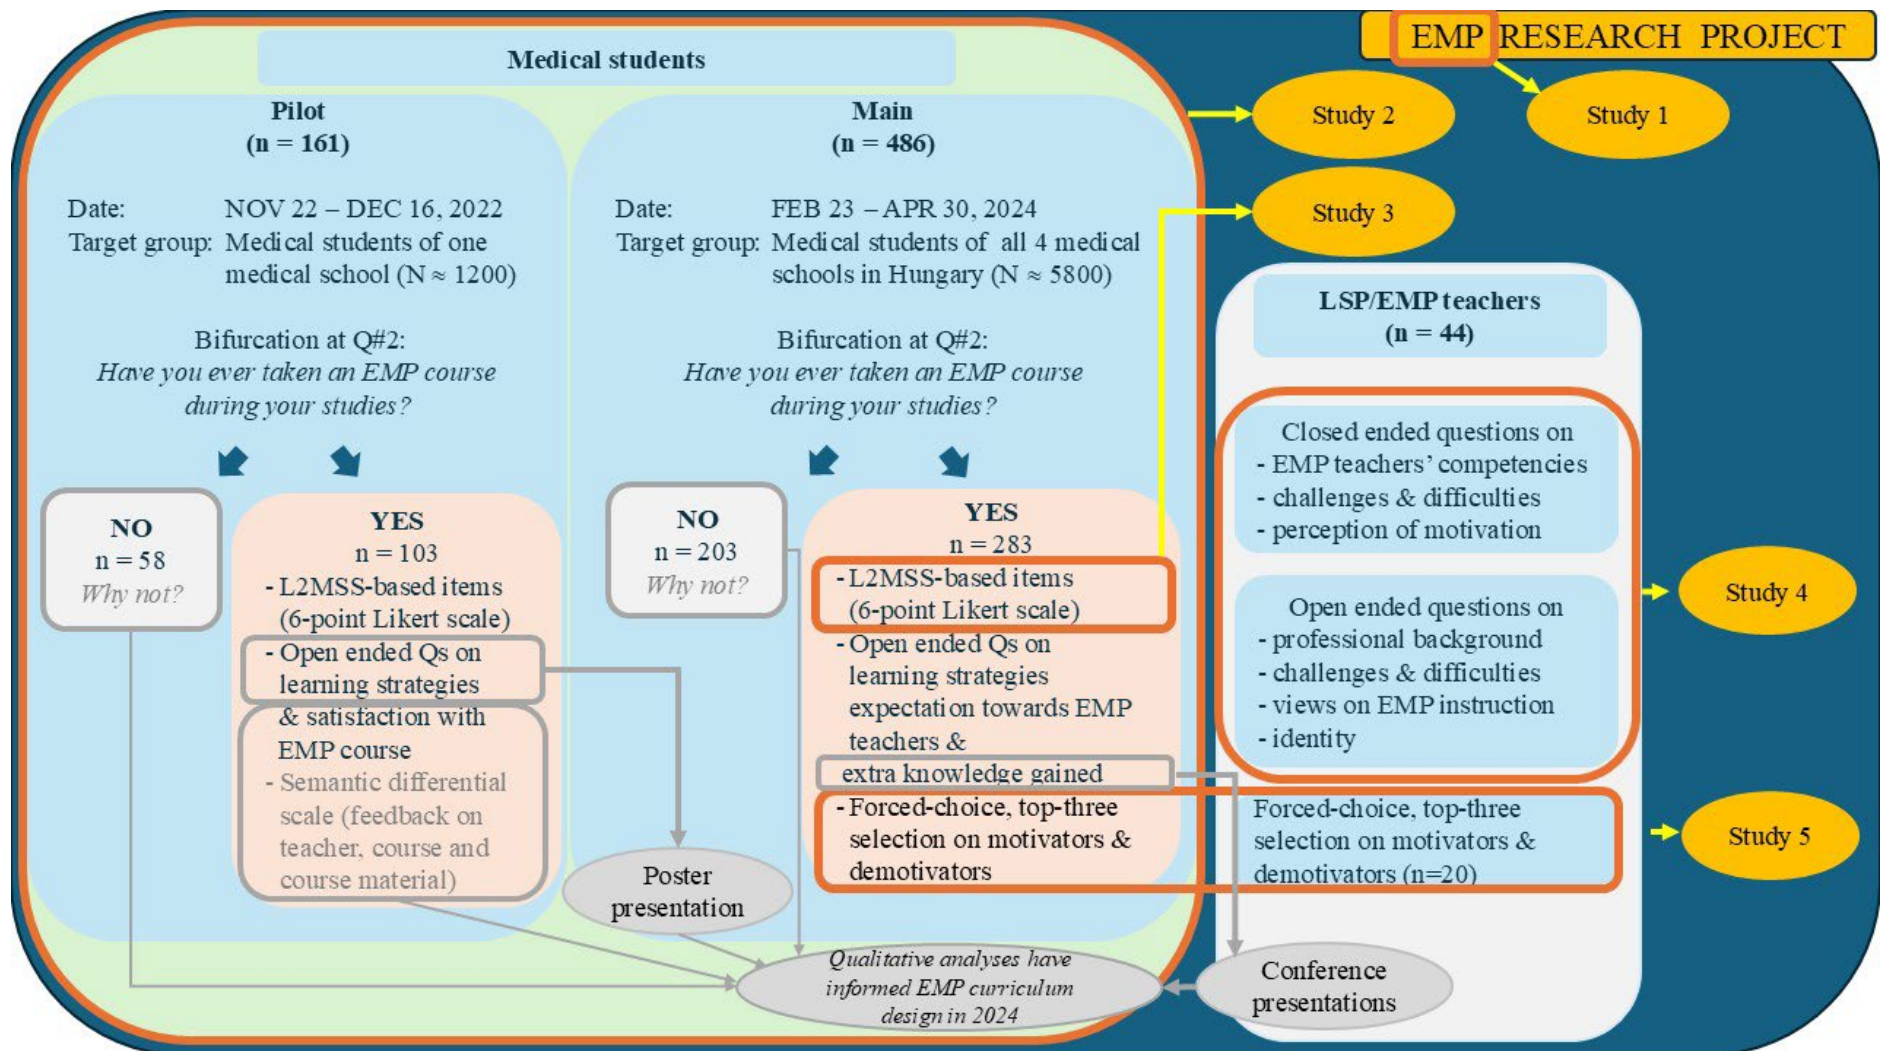 EMP RESEARCH PROJECT
Medical students
Pilot
(n = 161)
Date: NOV 22 – DEC 16, 2022
Target group: Medical students of one
medical school (N ≈ 1200)
Bifurcation at Q#2:
Have you ever taken an EMP course
during your studies?
NO
n = 58
Why not?
YES
n = 103
- L2MSS-based items
(6-point Likert scale)
- Open ended Qs on
learning strategies
& satisfaction with
EMP course
- Semantic differential
scale (feedback on
teacher, course and
course material)
Main
(n = 486)
Date: FEB 23 – APR 30, 2024
Target group: Medical students of all 4 medical
schools in Hungary (N ≈ 5800)
Bifurcation at Q#2:
Have you ever taken an EMP course
during your studies?
NO
n = 203
Why not?
YES
n = 283
- L2MSS-based items
(6-point Likert scale)
- Open ended Qs on
learning strategies
expectation towards EMP
teachers &
extra knowledge gained
- Forced-choice, top-three
selection on motivators &
demotivators
Poster
presentation
Qualitative analyses have
informed EMP curriculum
design in 2024
Study 2
Study 1
Study 3
LSP/EMP teachers
(n = 44)
Closed ended questions on
- EMP teachers’ competencies
- challenges & difficulties
- perception of motivation
Open ended questions on
- professional background
- challenges & difficulties
- views on EMP instruction
- identity
Forced-choice, top-three
selection on motivators &
demotivators (n=20)
Conference
presentations
Study 4
Study 5